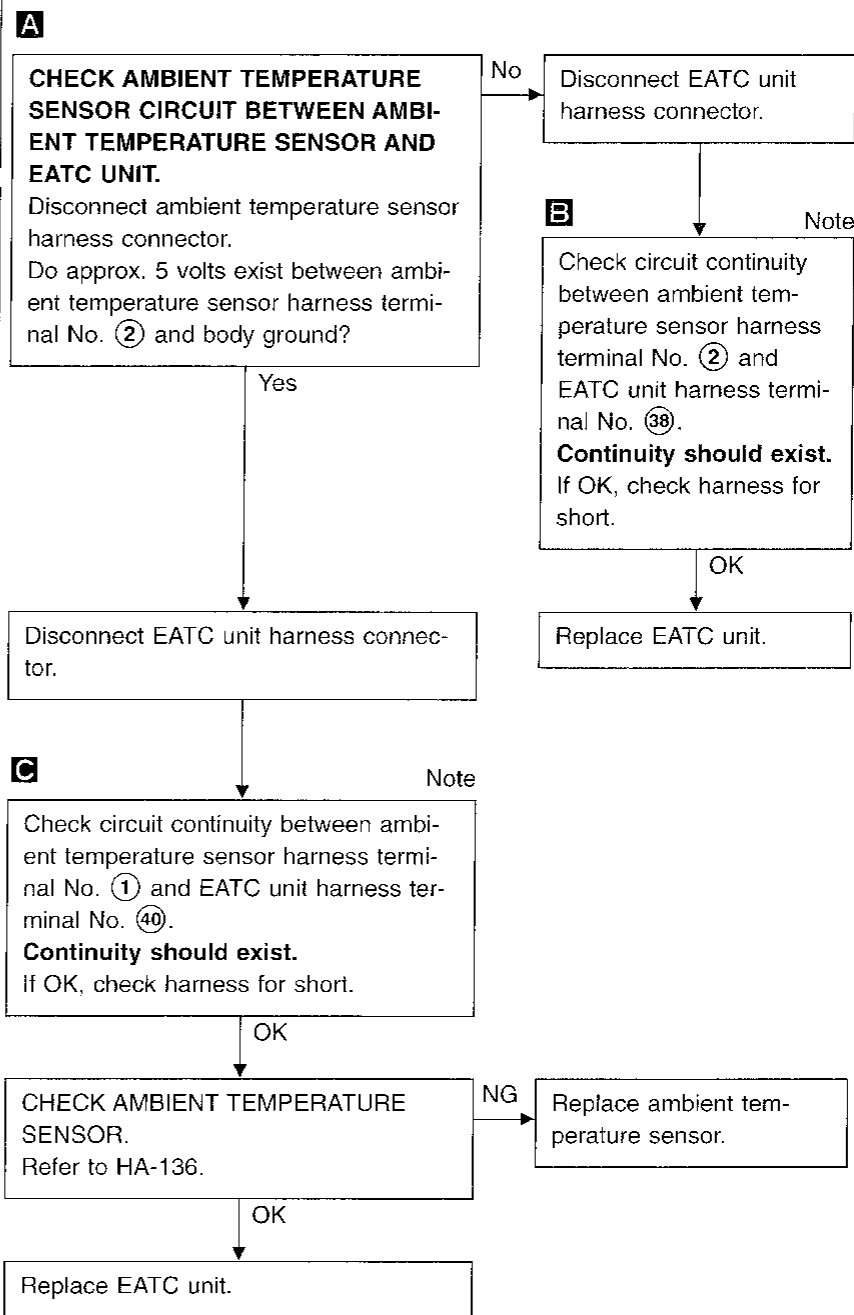 A
CHECK AMBIENT TEMPERATURE
SENSOR CIRCUIT BETWEEN AMBI-
ENT TEMPERATURE SENSOR AND
EATC UNIT.
Disconnect ambient temperature sensor
harness connector.
Do approx. 5 volts exist between ambi-
ent temperature sensor harness termi-
nal No. ② and body ground?
No
Disconnect EATC unit
harness connector.
B
Note
Check circuit continuity
between ambient tem-
perature sensor harness
terminal No. ② and
EATC unit harness termi-
nal No. ㊳.
Continuity should exist.
If OK, check harness for
short.
OK
Replace EATC unit.
Yes
Disconnect EATC unit harness connec-
tor.
C
Note
Check circuit continuity between ambi-
ent temperature sensor harness termi-
nal No. ① and EATC unit harness ter-
minal No. ㊵.
Continuity should exist.
If OK, check harness for short.
OK
CHECK AMBIENT TEMPERATURE
SENSOR.
Refer to HA-136.
NG
Replace ambient tem-
perature sensor.
OK
Replace EATC unit.